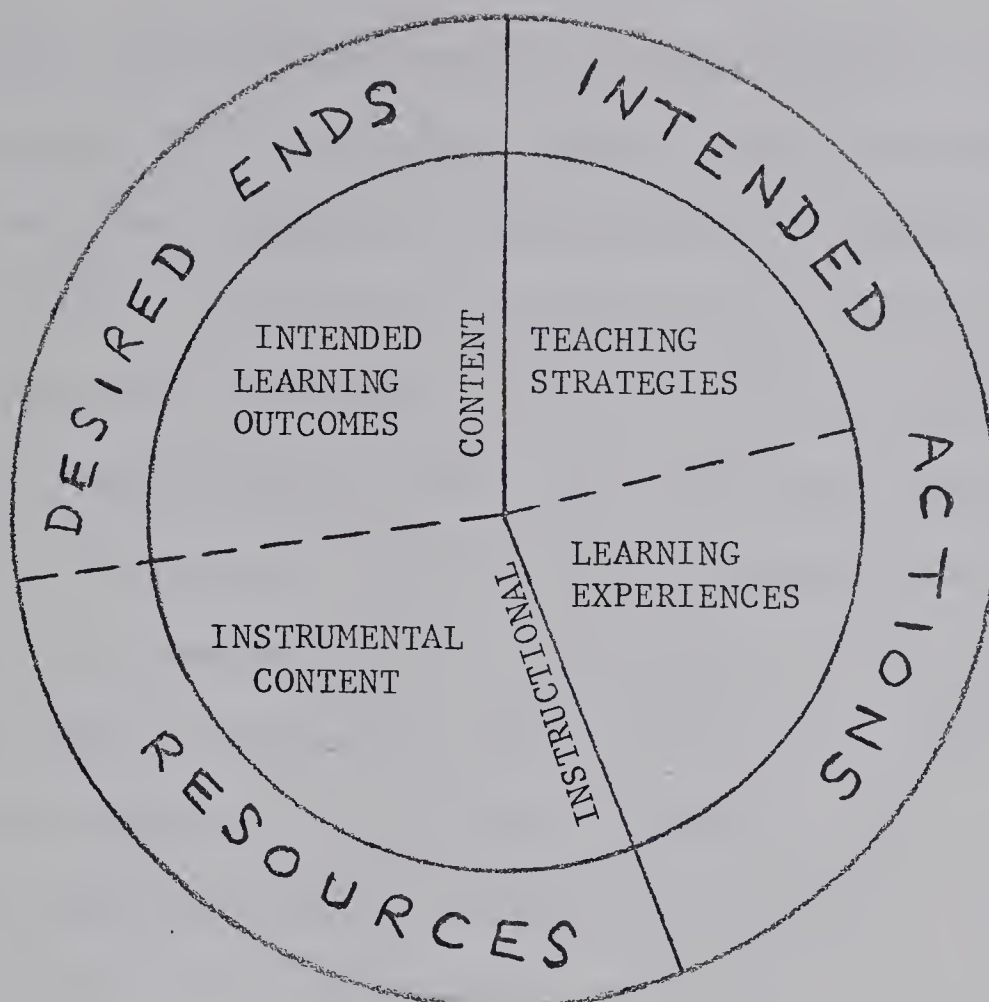 DESIRED ENDS
INTENDED ACTIONS
INTENDED
LEARNING
OUTCOMES
CONTENT
TEACHING
STRATEGIES
LEARNING
EXPERIENCES
INSTRUMENTAL
CONTENT
INSTRUCTIONAL
RESOURCES